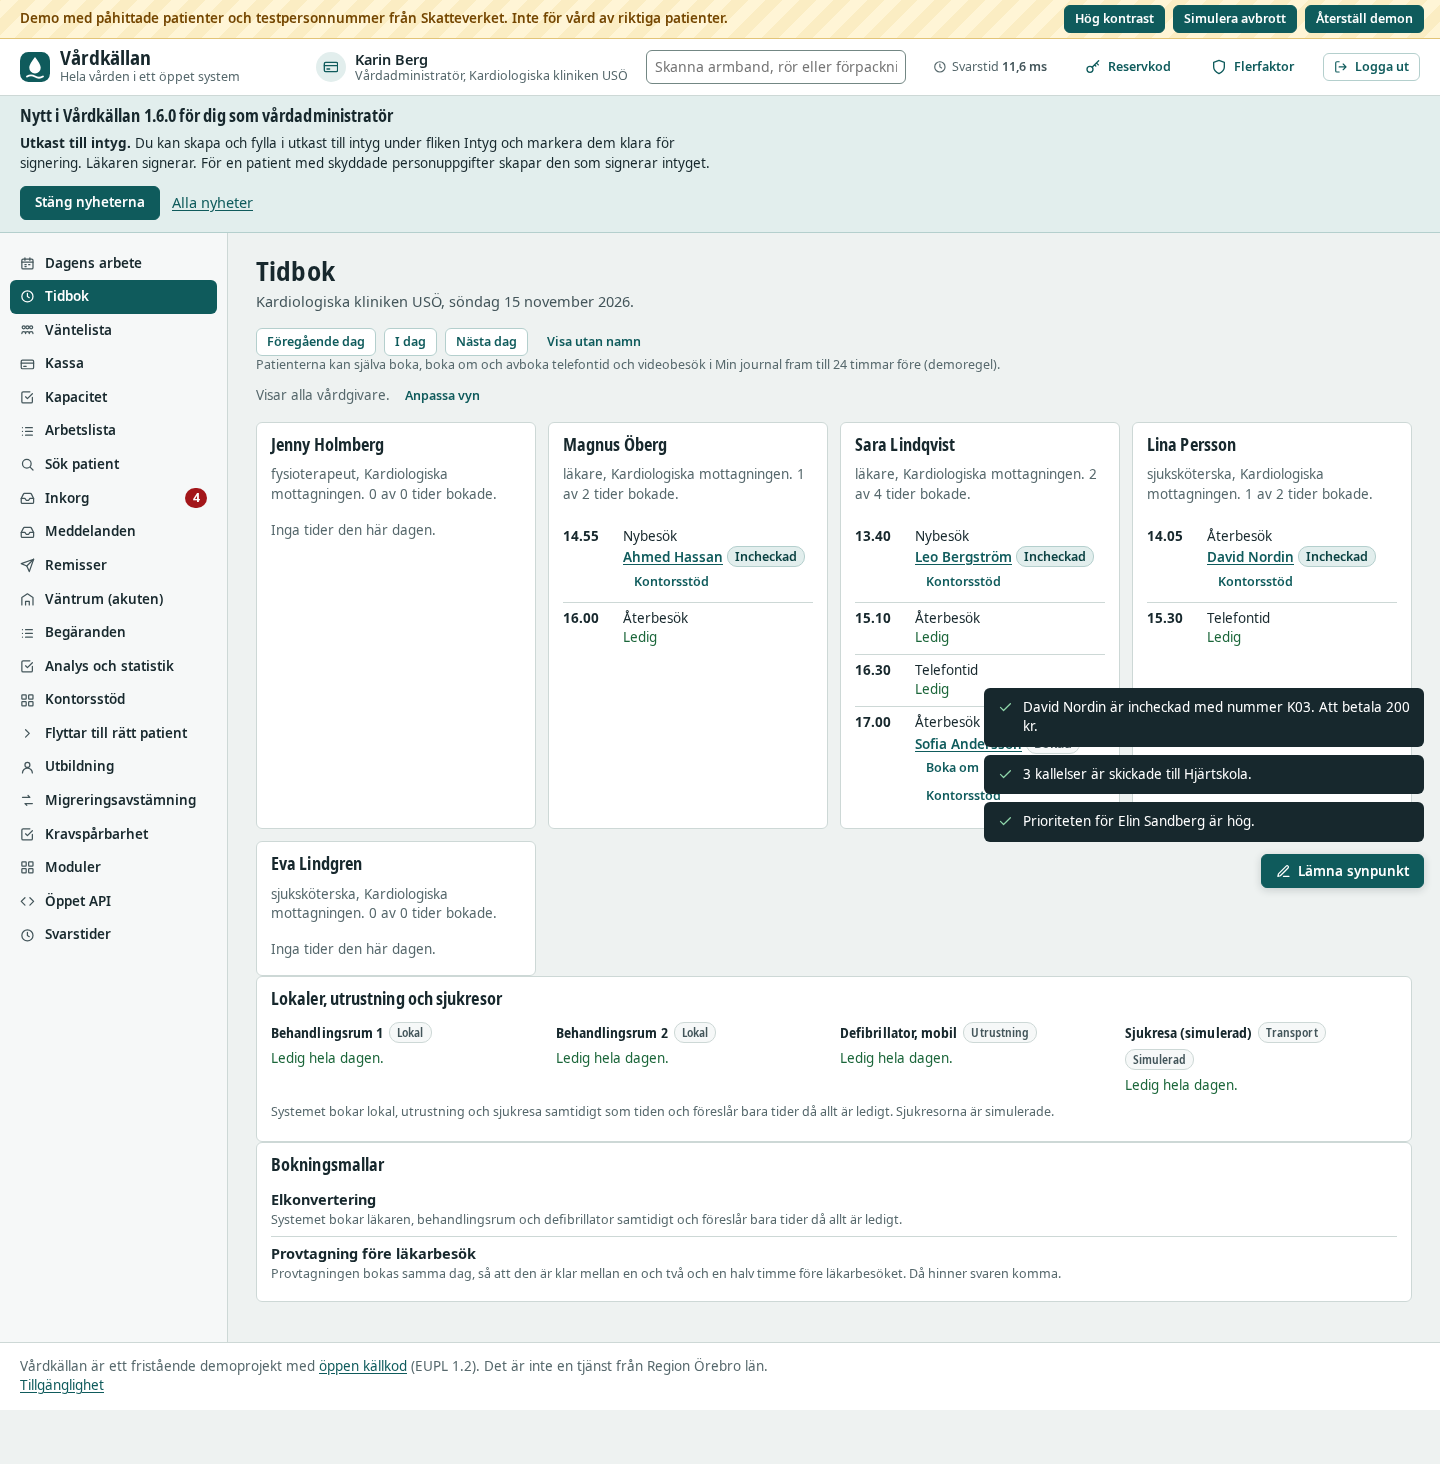 Demo med påhittade patienter och testpersonnummer från Skatteverket. Inte för vård av riktiga patienter.
Hög kontrast
Simulera avbrott
Återställ demon
Vårdkällan
Hela vården i ett öppet system
Karin Berg
Vårdadministratör, Kardiologiska kliniken USÖ
Skanna armband, rör eller förpackni
Svarstid 11,6 ms
Reservkod
Flerfaktor
Logga ut
Nytt i Vårdkällan 1.6.0 för dig som vårdadministratör
Utkast till intyg. Du kan skapa och fylla i utkast till intyg under fliken Intyg och markera dem klara för
signering. Läkaren signerar. För en patient med skyddade personuppgifter skapar den som signerar intyget.
Stäng nyheterna
Alla nyheter
Dagens arbete
Tidbok
Väntelista
Kassa
Kapacitet
Arbetslista
Sök patient
Inkorg 4
Meddelanden
Remisser
Väntrum (akuten)
Begäranden
Analys och statistik
Kontorsstöd
Flyttar till rätt patient
Utbildning
Migreringsavstämning
Kravspårbarhet
Moduler
Öppet API
Svarstider
Tidbok
Kardiologiska kliniken USÖ, söndag 15 november 2026.
Föregående dag
I dag
Nästa dag
Visa utan namn
Patienterna kan själva boka, boka om och avboka telefontid och videobesök i Min journal fram till 24 timmar före (demoregel).
Visar alla vårdgivare.
Anpassa vyn
Jenny Holmberg
fysioterapeut, Kardiologiska
mottagningen. 0 av 0 tider bokade.
Inga tider den här dagen.
Magnus Öberg
läkare, Kardiologiska mottagningen. 1
av 2 tider bokade.
14.55 Nybesök
Ahmed Hassan Incheckad
Kontorsstöd
16.00 Återbesök
Ledig
Sara Lindqvist
läkare, Kardiologiska mottagningen. 2
av 4 tider bokade.
13.40 Nybesök
Leo Bergström Incheckad
Kontorsstöd
15.10 Återbesök
Ledig
16.30 Telefontid
Ledig
17.00 Återbesök
Sofia Andersson
Boka om
Kontorsstöd
Lina Persson
sjuksköterska, Kardiologiska
mottagningen. 1 av 2 tider bokade.
14.05 Återbesök
David Nordin Incheckad
Kontorsstöd
15.30 Telefontid
Ledig
David Nordin är incheckad med nummer K03. Att betala 200
kr.
3 kallelser är skickade till Hjärtskola.
Prioriteten för Elin Sandberg är hög.
Lämna synpunkt
Eva Lindgren
sjuksköterska, Kardiologiska
mottagningen. 0 av 0 tider bokade.
Inga tider den här dagen.
Lokaler, utrustning och sjukresor
Behandlingsrum 1 Lokal
Ledig hela dagen.
Behandlingsrum 2 Lokal
Ledig hela dagen.
Defibrillator, mobil Utrustning
Ledig hela dagen.
Sjukresa (simulerad) Transport
Simulerad
Ledig hela dagen.
Systemet bokar lokal, utrustning och sjukresa samtidigt som tiden och föreslår bara tider då allt är ledigt. Sjukresorna är simulerade.
Bokningsmallar
Elkonvertering
Systemet bokar läkaren, behandlingsrum och defibrillator samtidigt och föreslår bara tider då allt är ledigt.
Provtagning före läkarbesök
Provtagningen bokas samma dag, så att den är klar mellan en och två och en halv timme före läkarbesöket. Då hinner svaren komma.
Vårdkällan är ett fristående demoprojekt med öppen källkod (EUPL 1.2). Det är inte en tjänst från Region Örebro län.
Tillgänglighet